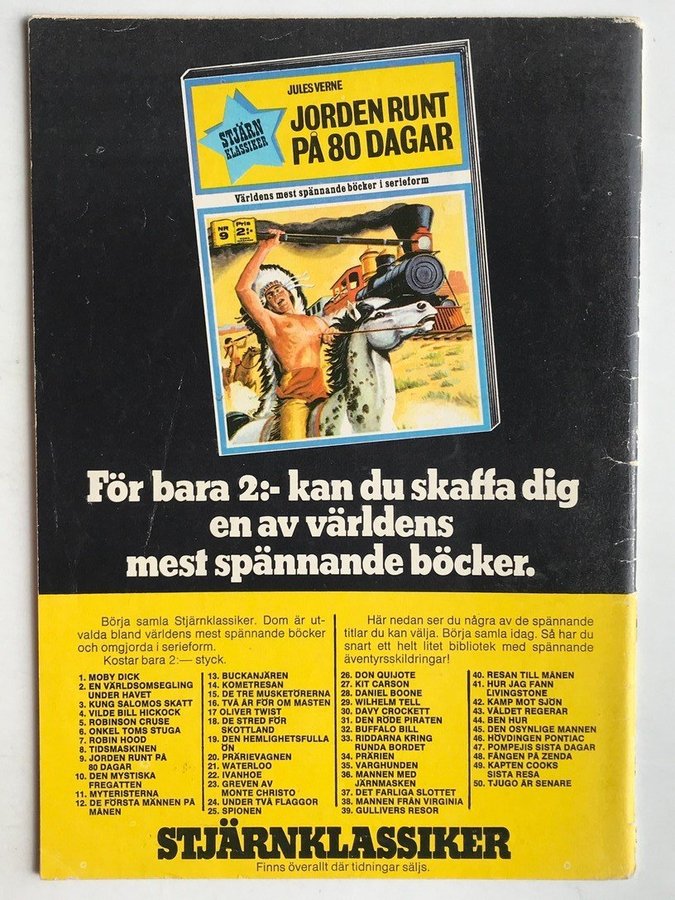 JULES VERNE
STJÄRN
KLASSIKER
JORDEN RUNT
PÅ 80 DAGAR
Världens mest spännande böcker i serieform
NR
9
Pris
2:-
För bara 2:- kan du skaffa dig
en av världens
mest spännande böcker.
Börja samla Stjärnklassiker. Dom är ut-
valda bland världens mest spännande böcker
och omgjorda i serieform.
Kostar bara 2:— styck.
Här nedan ser du några av de spännande
titlar du kan välja. Börja samla idag. Så har du
snart ett helt litet bibliotek med spännande
äventyrsskildringar!
1. MOBY DICK
2. EN VÄRLDSOMSEGLING
UNDER HAVET
3. KUNG SALOMOS SKATT
4. VILDE BILL HICKOCK
5. ROBINSON CRUSE
6. ONKEL TOMS STUGA
7. ROBIN HOOD
8. TIDSMASKINEN
9. JORDEN RUNT PÅ
80 DAGAR
10. DEN MYSTISKA
FREGATTEN
11. MYTERISTERNA
12. DE FÖRSTA MÄNNEN PÅ
MÅNEN
13. BUCKANJÄREN
14. KOMETRESAN
15. DE TRE MUSKETÖRERNA
16. TVÅ ÄR FÖR OM MASTEN
17 OLIVER TWIST
18. DE STRED FÖR
SKOTTLAND
19. DEN HEMLIGHETSFULLA
ÖN
20. PRÄRIEVAGNEN
21. WATERLOO
22. IVANHOE
23. GREVEN AV
MONTE CHRISTO
24. UNDER TVÅ FLAGGOR
25. SPIONEN
26. DON QUIJOTE
27. KIT CARSON
28. DANIEL BOONE
29. WILHELM TELL
30. DAVY CROCKETT
31. DEN RÖDE PIRATEN
32. BUFFALO BILL
33. RIDDARNA KRING
RUNDA BORDET
34. PRÄRIEN
35. VARGHUNDEN
36. MANNEN MED
JÄRNMASKEN
37. DET FARLIGA SLOTTET
38. MANNEN FRÅN VIRGINIA
39. GULLIVERS RESOR
40. RESAN TILL MÅNEN
41. HUR JAG FANN
LIVINGSTONE
42. KAMP MOT SJÖN
43. VÄLDET REGERAR
44. BEN HUR
45. DEN OSYNLIGE MANNEN
46. HÖVDINGEN PONTIAC
47. POMPEJIS SISTA DAGAR
48. FÅNGEN PÅ ZENDA
49. KAPTEN COOKS
SISTA RESA
50. TJUGO ÅR SENARE
STJÄRNKLASSIKER
Finns överallt där tidningar säljs.